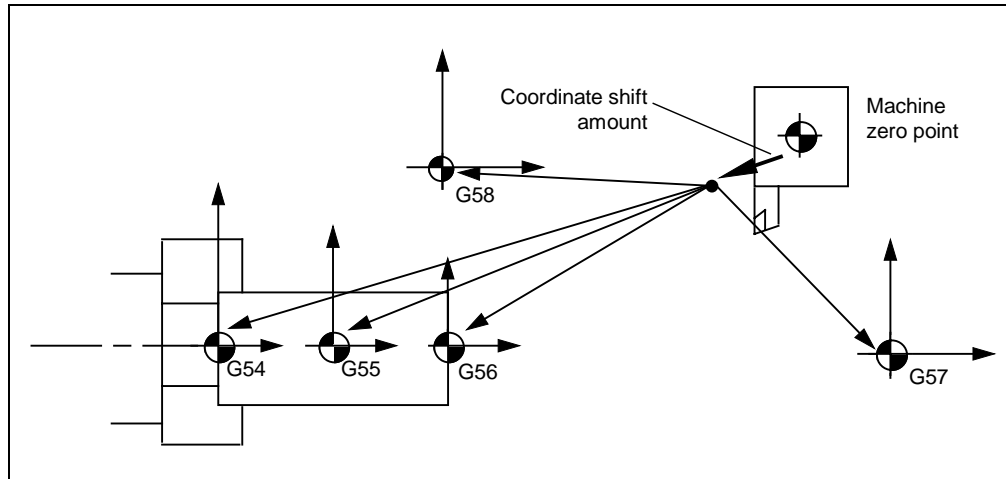 Coordinate shift
amount
Machine
zero point
G58
G54
G55
G56
G57